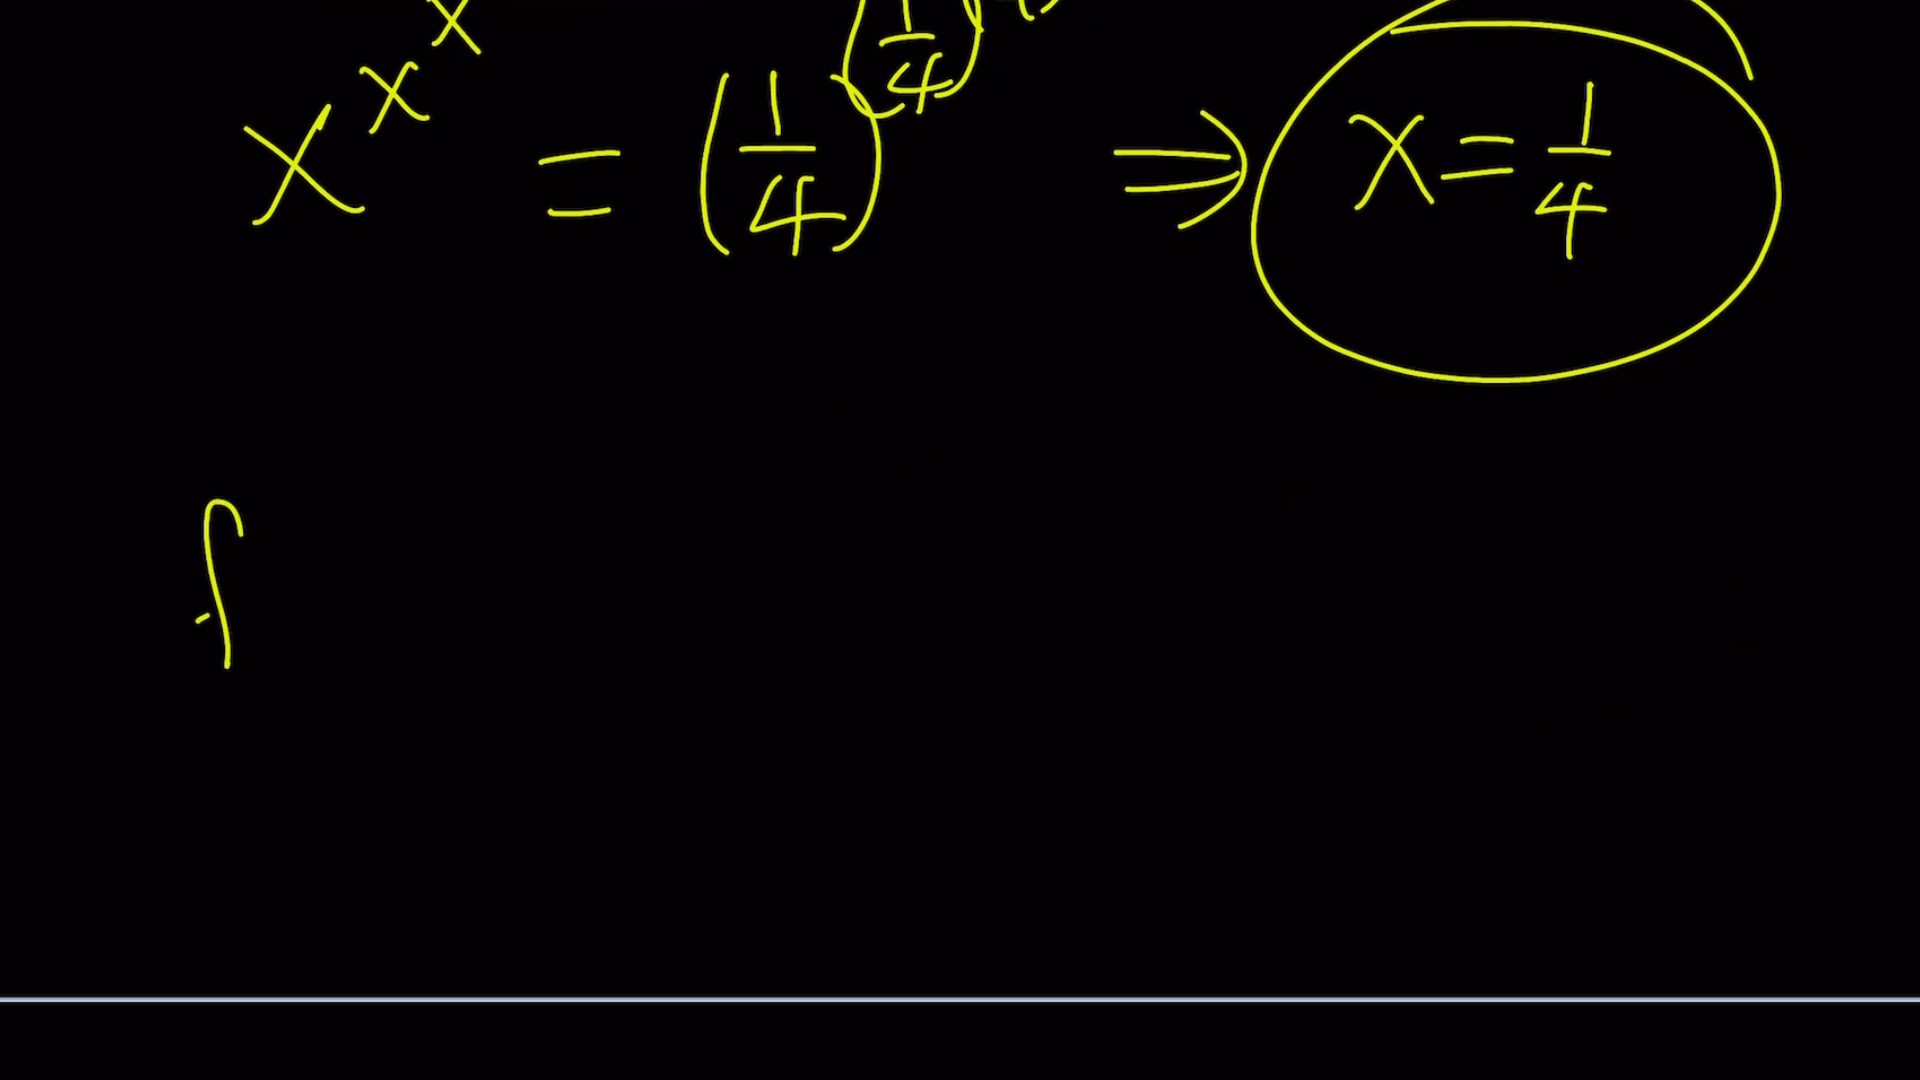 x^{x^{x}} = (1/4)^{(1/4)} ⇒ x = 1/4
f